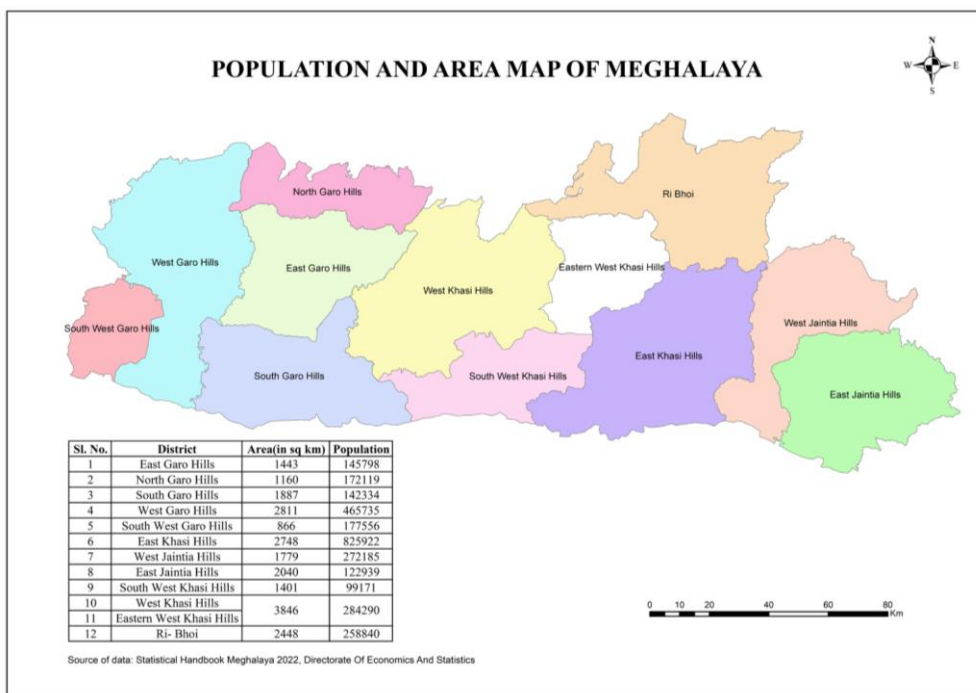 POPULATION AND AREA MAP OF MEGHALAYA
N
W E
S
North Garo Hills
Ri Bhoi
West Garo Hills
East Garo Hills
Eastern West Khasi Hills
West Khasi Hills
South West Garo Hills
West Jaintia Hills
East Khasi Hills
South Garo Hills
South West Khasi Hills
East Jaintia Hills
Sl. No. District Area(in sq km) Population
1 East Garo Hills 1443 145798
2 North Garo Hills 1160 172119
3 South Garo Hills 1887 142334
4 West Garo Hills 2811 465735
5 South West Garo Hills 866 177556
6 East Khasi Hills 2748 825922
7 West Jaintia Hills 1779 272185
8 East Jaintia Hills 2040 122939
9 South West Khasi Hills 1401 99171
10 West Khasi Hills 3846 284290
11 Eastern West Khasi Hills
12 Ri- Bhoi 2448 258840
0 5 10 20 40 60 80
Km
Source of data: Statistical Handbook Meghalaya 2022, Directorate Of Economics And Statistics